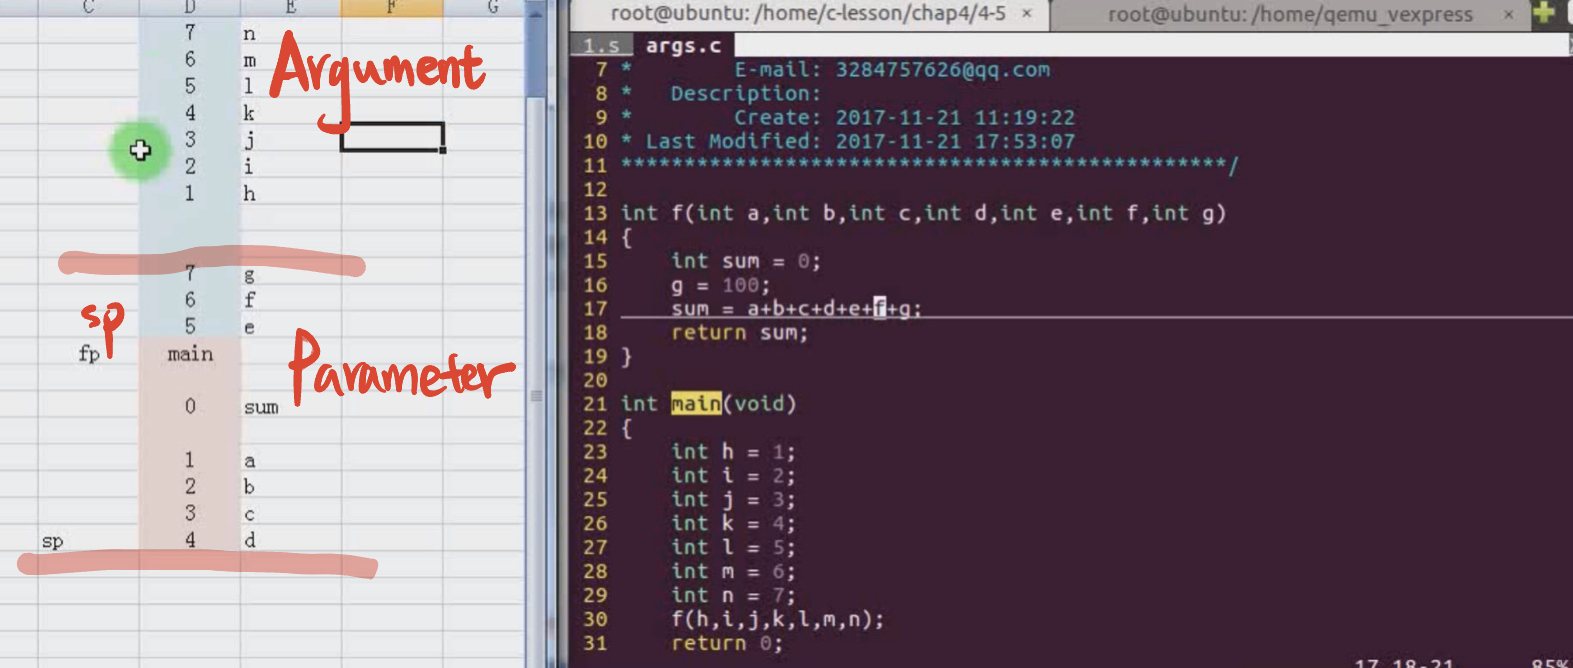 C D E F G
7 n
6 m
5 l
4 k
3 j
2 i
1 h
Argument
7 g
6 f
5 e
sp
fp main
Parameter
0 sum
1 a
2 b
3 c
sp 4 d
root@ubuntu: /home/c-lesson/chap4/4-5 ×
root@ubuntu: /home/qemu_vexpress ×
1.s args.c
7 * E-mail: 3284757626@qq.com
8 * Description:
9 * Create: 2017-11-21 11:19:22
10 * Last Modified: 2017-11-21 17:53:07
11 ************************************************/
12
13 int f(int a,int b,int c,int d,int e,int f,int g)
14 {
15 int sum = 0;
16 g = 100;
17 sum = a+b+c+d+e+f+g;
18 return sum;
19 }
20
21 int main(void)
22 {
23 int h = 1;
24 int i = 2;
25 int j = 3;
26 int k = 4;
27 int l = 5;
28 int m = 6;
29 int n = 7;
30 f(h,i,j,k,l,m,n);
31 return 0;
17,18-21 85%